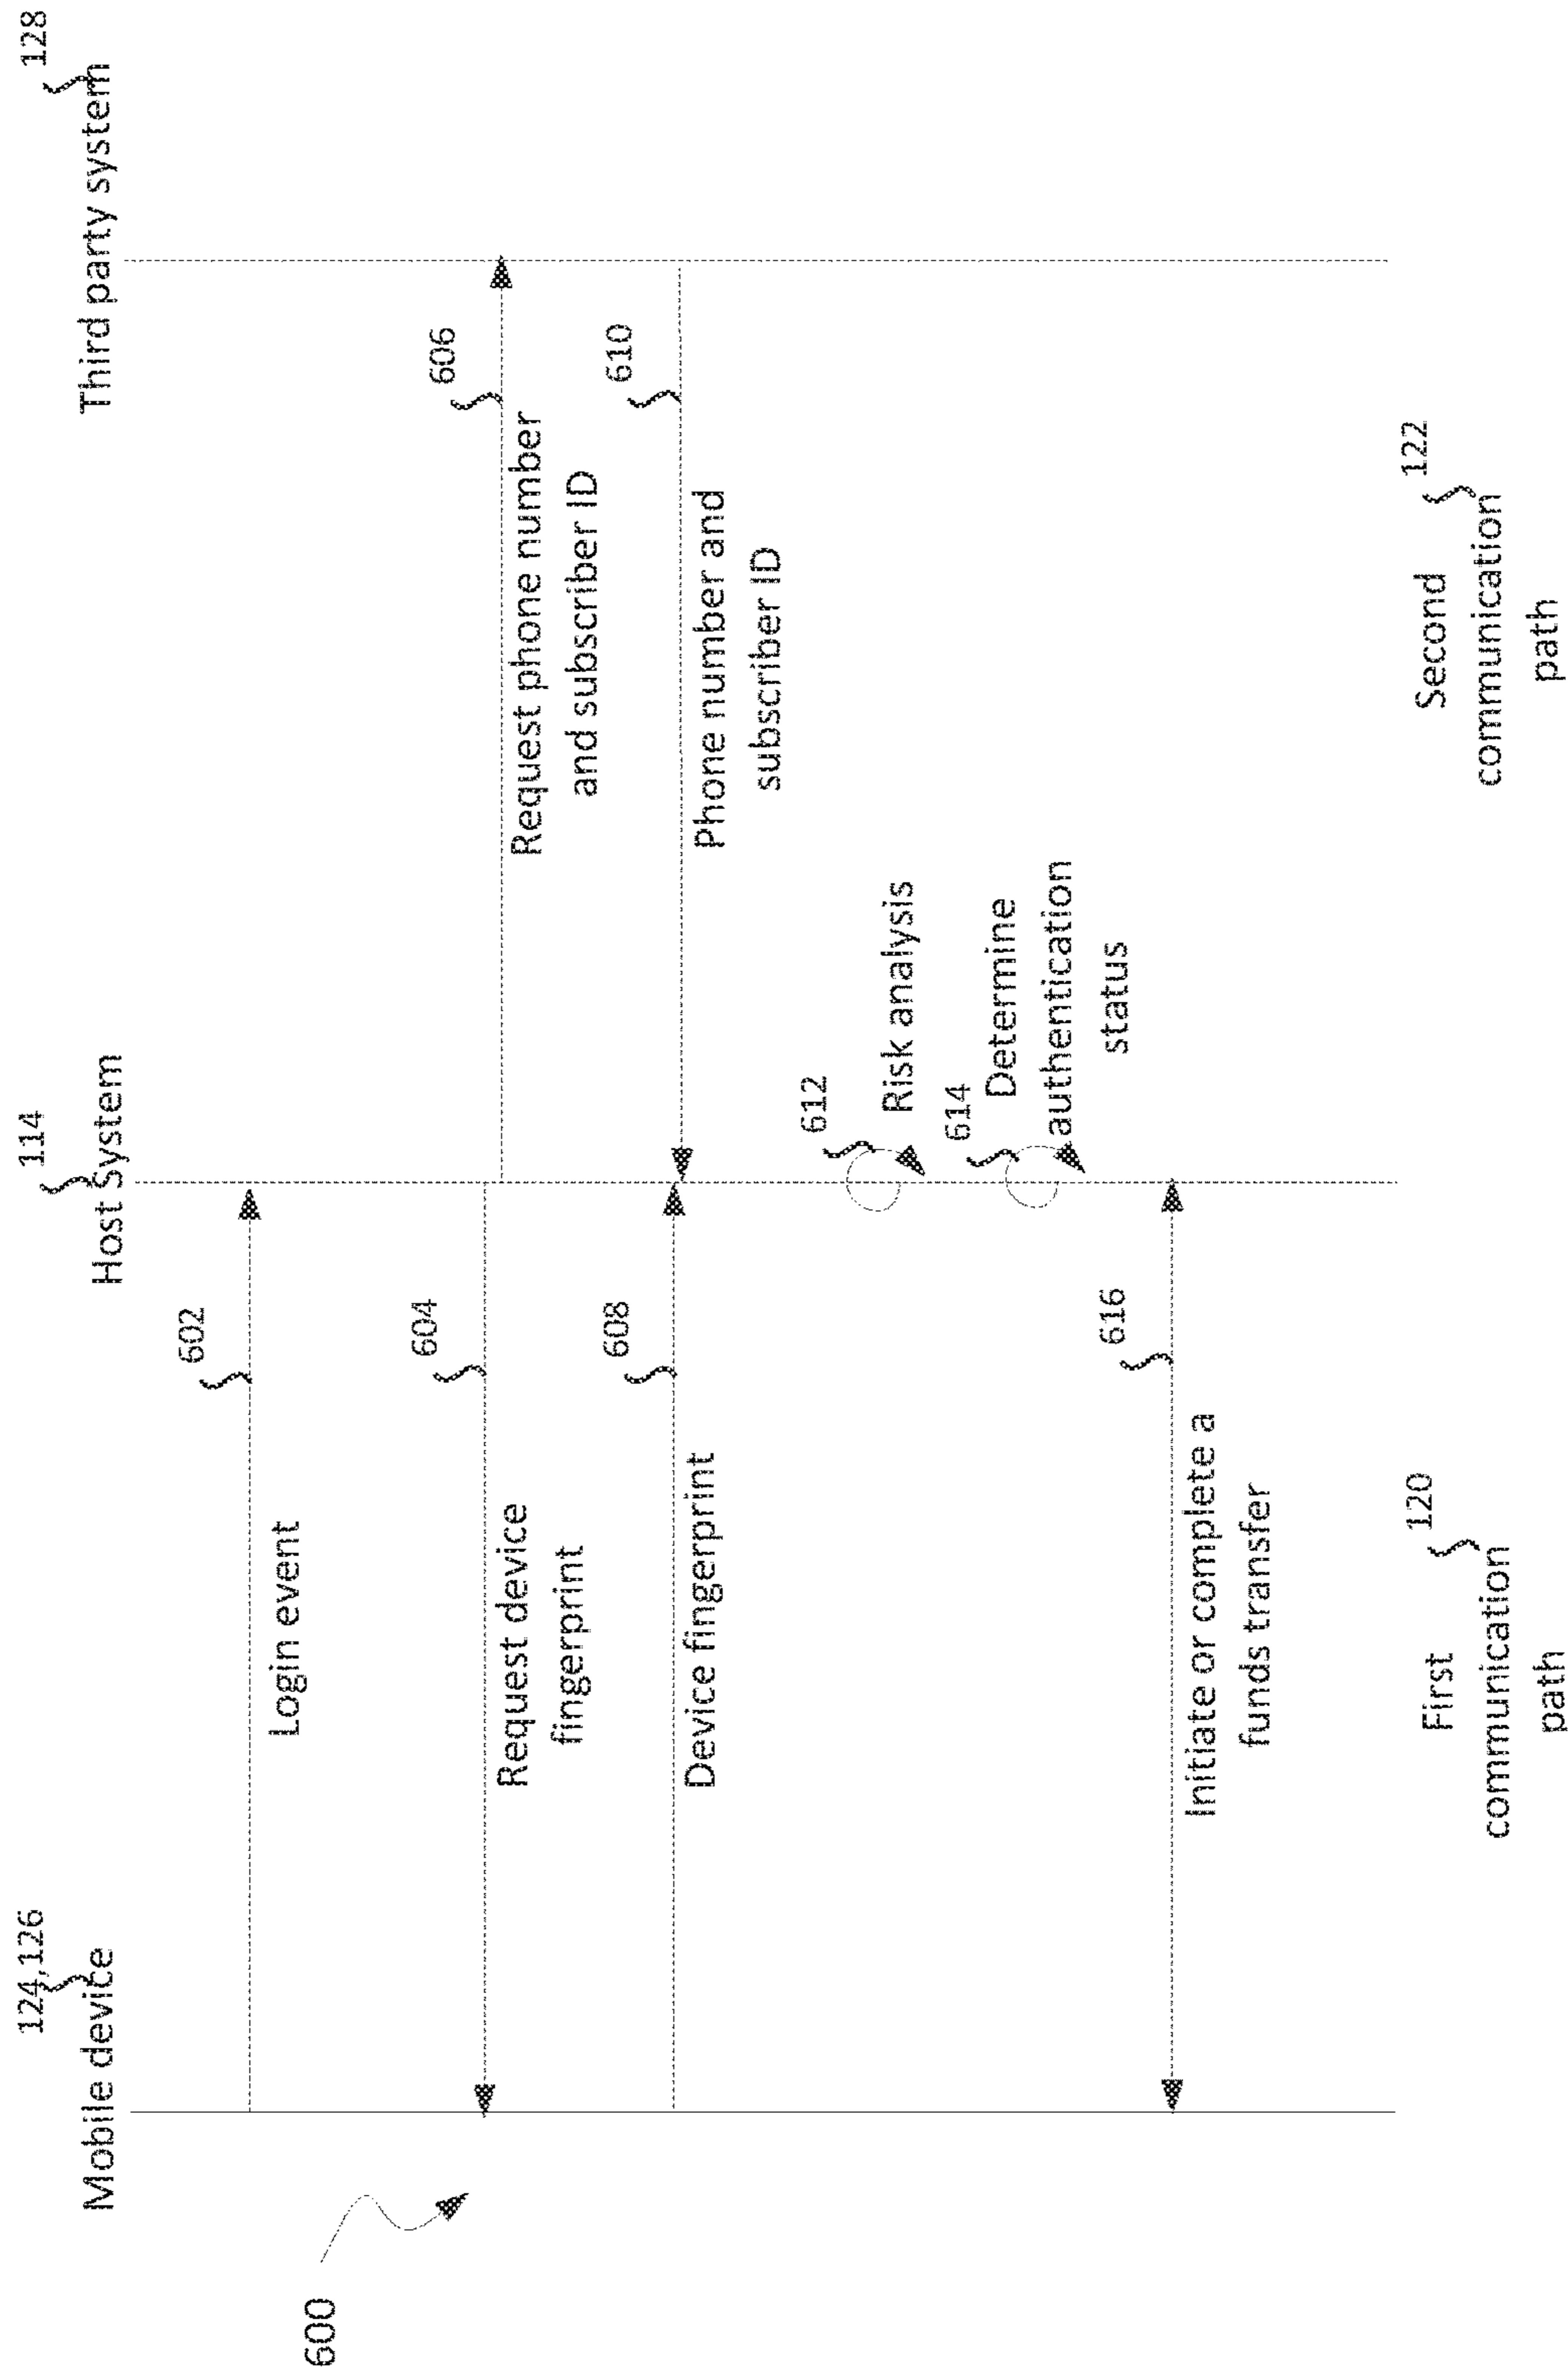 124,126
Mobile device
114
Host System
128
Third party system
600
602
Login event
604
Request device
fingerprint
606
Request phone number
and subscriber ID
608
Device fingerprint
610
Phone number and
subscriber ID
612
Risk analysis
614
Determine
authentication
status
616
Initiate or complete a
funds transfer
120
First
communication
path
122
Second
communication
path